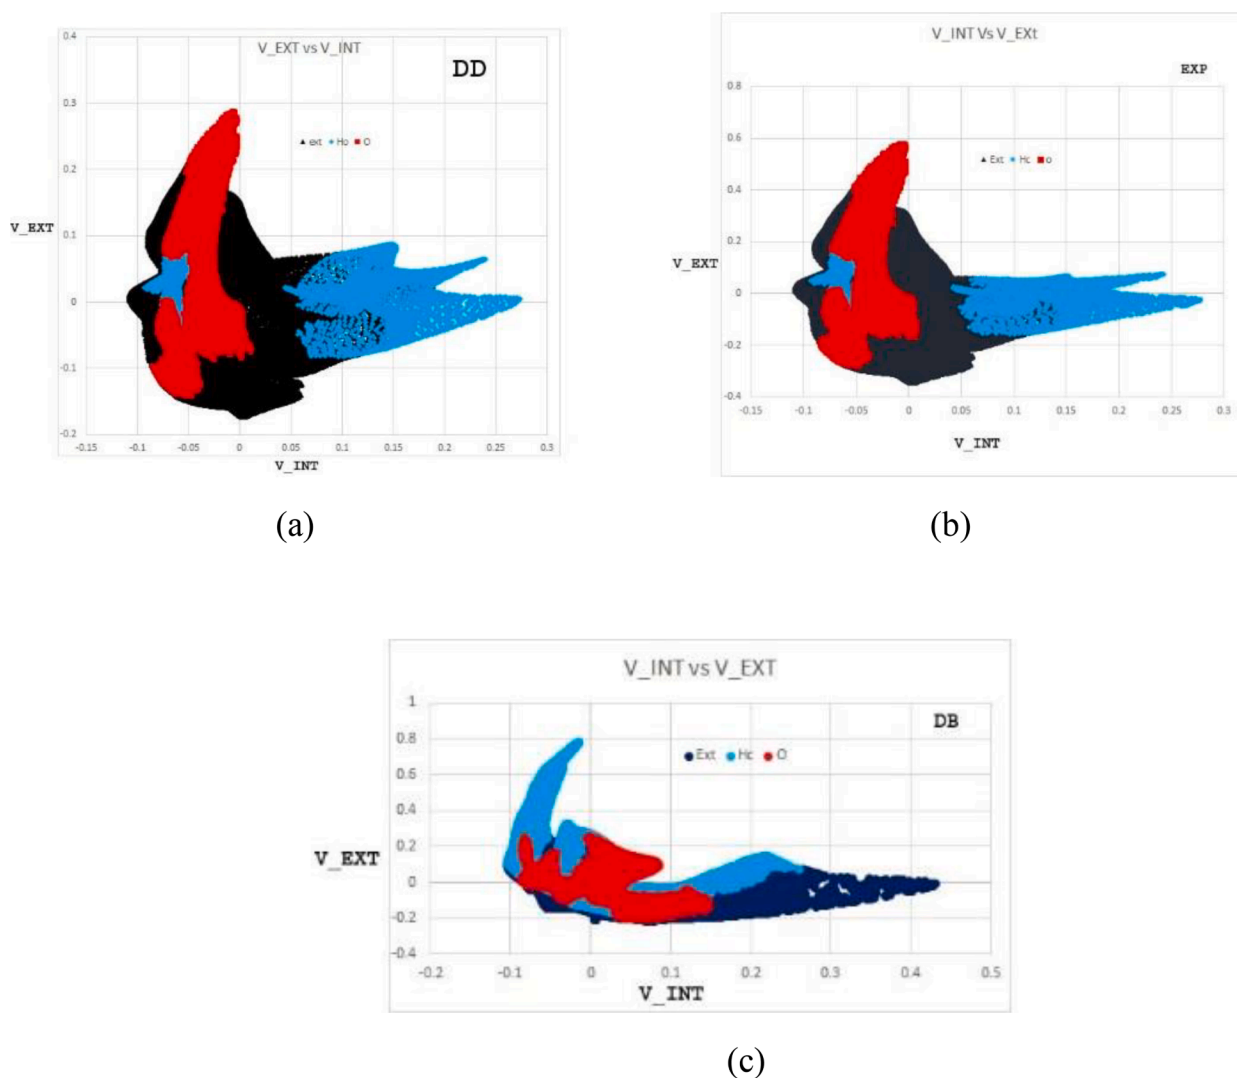 V_EXT vs V_INT
DD
0.4
0.3
ext Ho O
0.2
V_EXT
0.1
0
-0.1
-0.2
-0.15 -0.1 -0.05 0 0.05 0.1 0.15 0.2 0.25 0.3
V_INT
(a)
V_INT Vs V_EXt
EXP
0.8
0.6
Ext Hc o
0.4
0.2
V_EXT
0
-0.2
-0.4
-0.15 -0.1 -0.05 0 0.05 0.1 0.15 0.2 0.25 0.3
V_INT
(b)
V_INT vs V_EXT
1
DB
0.8
Ext Hc O
0.6
0.4
0.2
V_EXT
0
-0.2
-0.4
-0.2 -0.1 0 0.1 0.2 0.3 0.4 0.5
V_INT
(c)